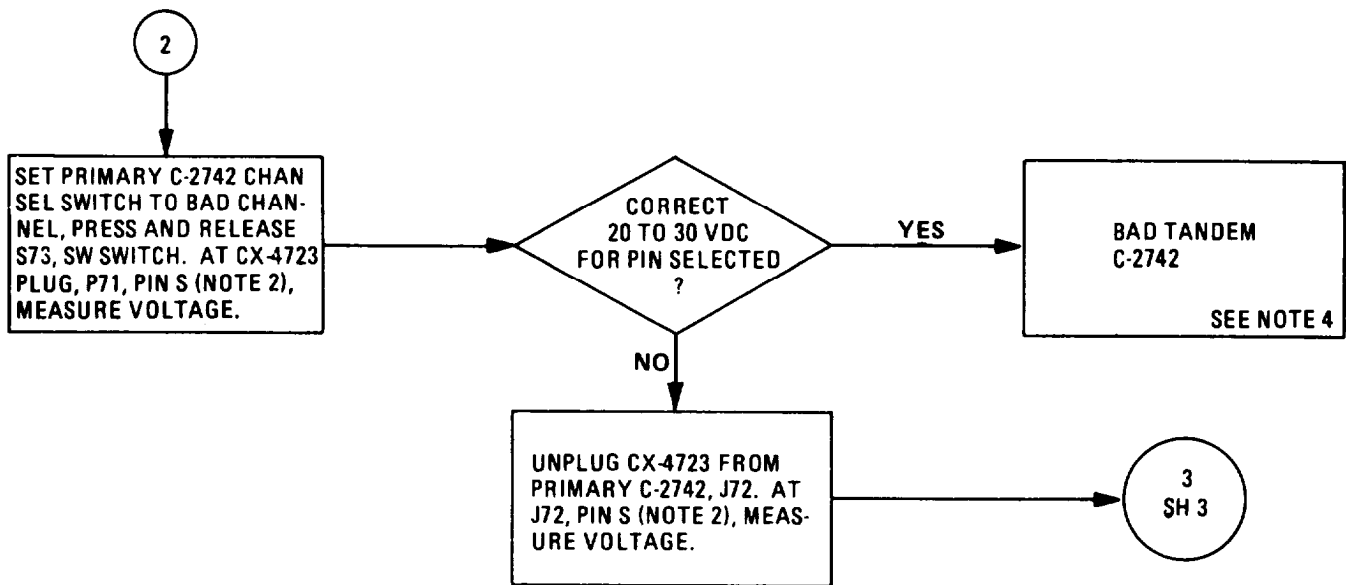 2
SET PRIMARY C-2742 CHAN
SEL SWITCH TO BAD CHAN-
NEL, PRESS AND RELEASE
S73, SW SWITCH. AT CX-4723
PLUG, P71, PIN S (NOTE 2),
MEASURE VOLTAGE.
CORRECT
20 TO 30 VDC
FOR PIN SELECTED
?
YES
BAD TANDEM
C-2742
SEE NOTE 4
NO
UNPLUG CX-4723 FROM
PRIMARY C-2742, J72. AT
J72, PIN S (NOTE 2), MEAS-
URE VOLTAGE.
3
SH 3